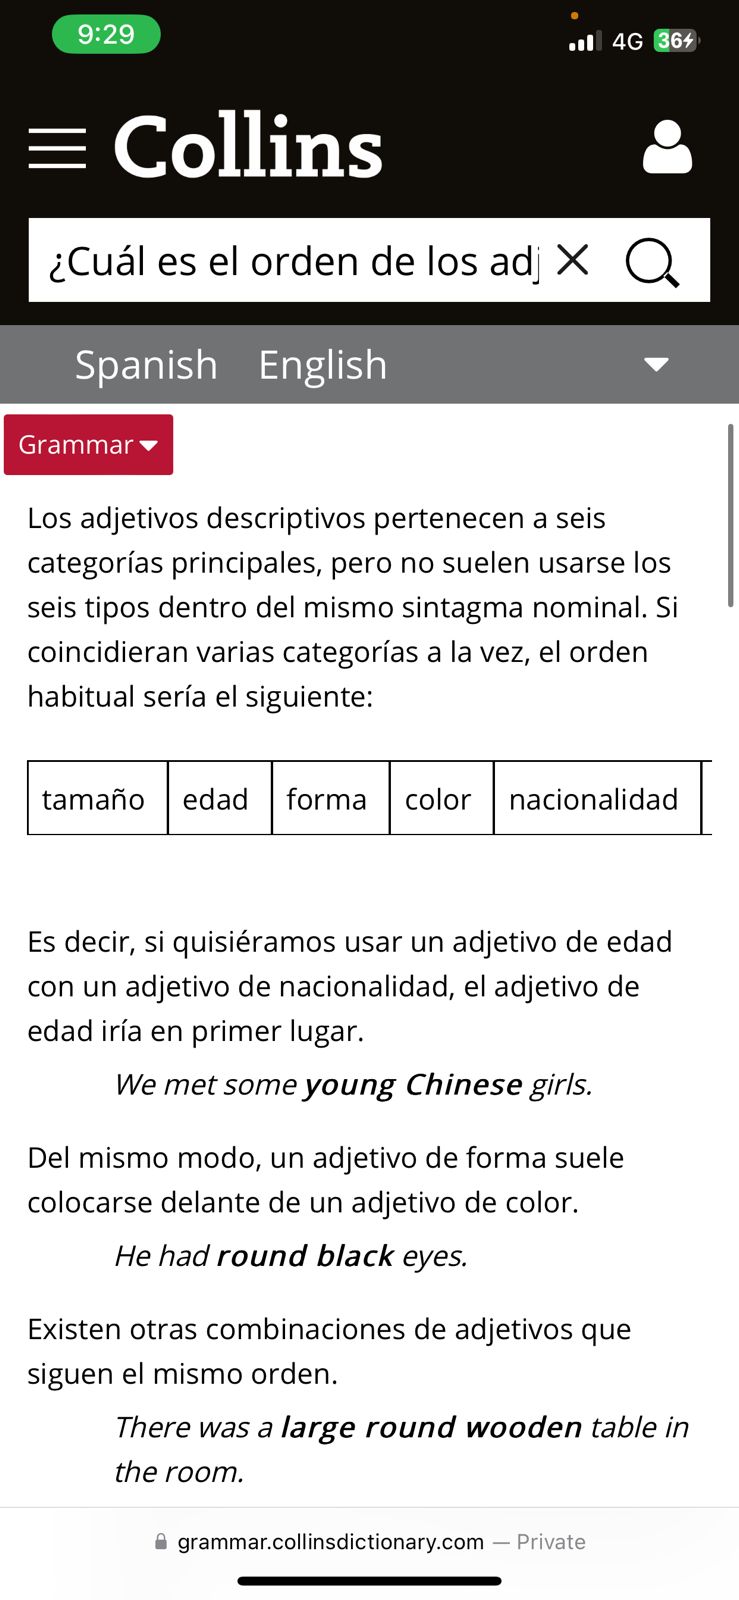 9:29
4G 36
Collins
¿Cuál es el orden de los adj
Spanish English
Grammar
Los adjetivos descriptivos pertenecen a seis
categorías principales, pero no suelen usarse los
seis tipos dentro del mismo sintagma nominal. Si
coincidieran varias categorías a la vez, el orden
habitual sería el siguiente:
tamaño edad forma color nacionalidad
Es decir, si quisiéramos usar un adjetivo de edad
con un adjetivo de nacionalidad, el adjetivo de
edad iría en primer lugar.
We met some young Chinese girls.
Del mismo modo, un adjetivo de forma suele
colocarse delante de un adjetivo de color.
He had round black eyes.
Existen otras combinaciones de adjetivos que
siguen el mismo orden.
There was a large round wooden table in
the room.
grammar.collinsdictionary.com — Private